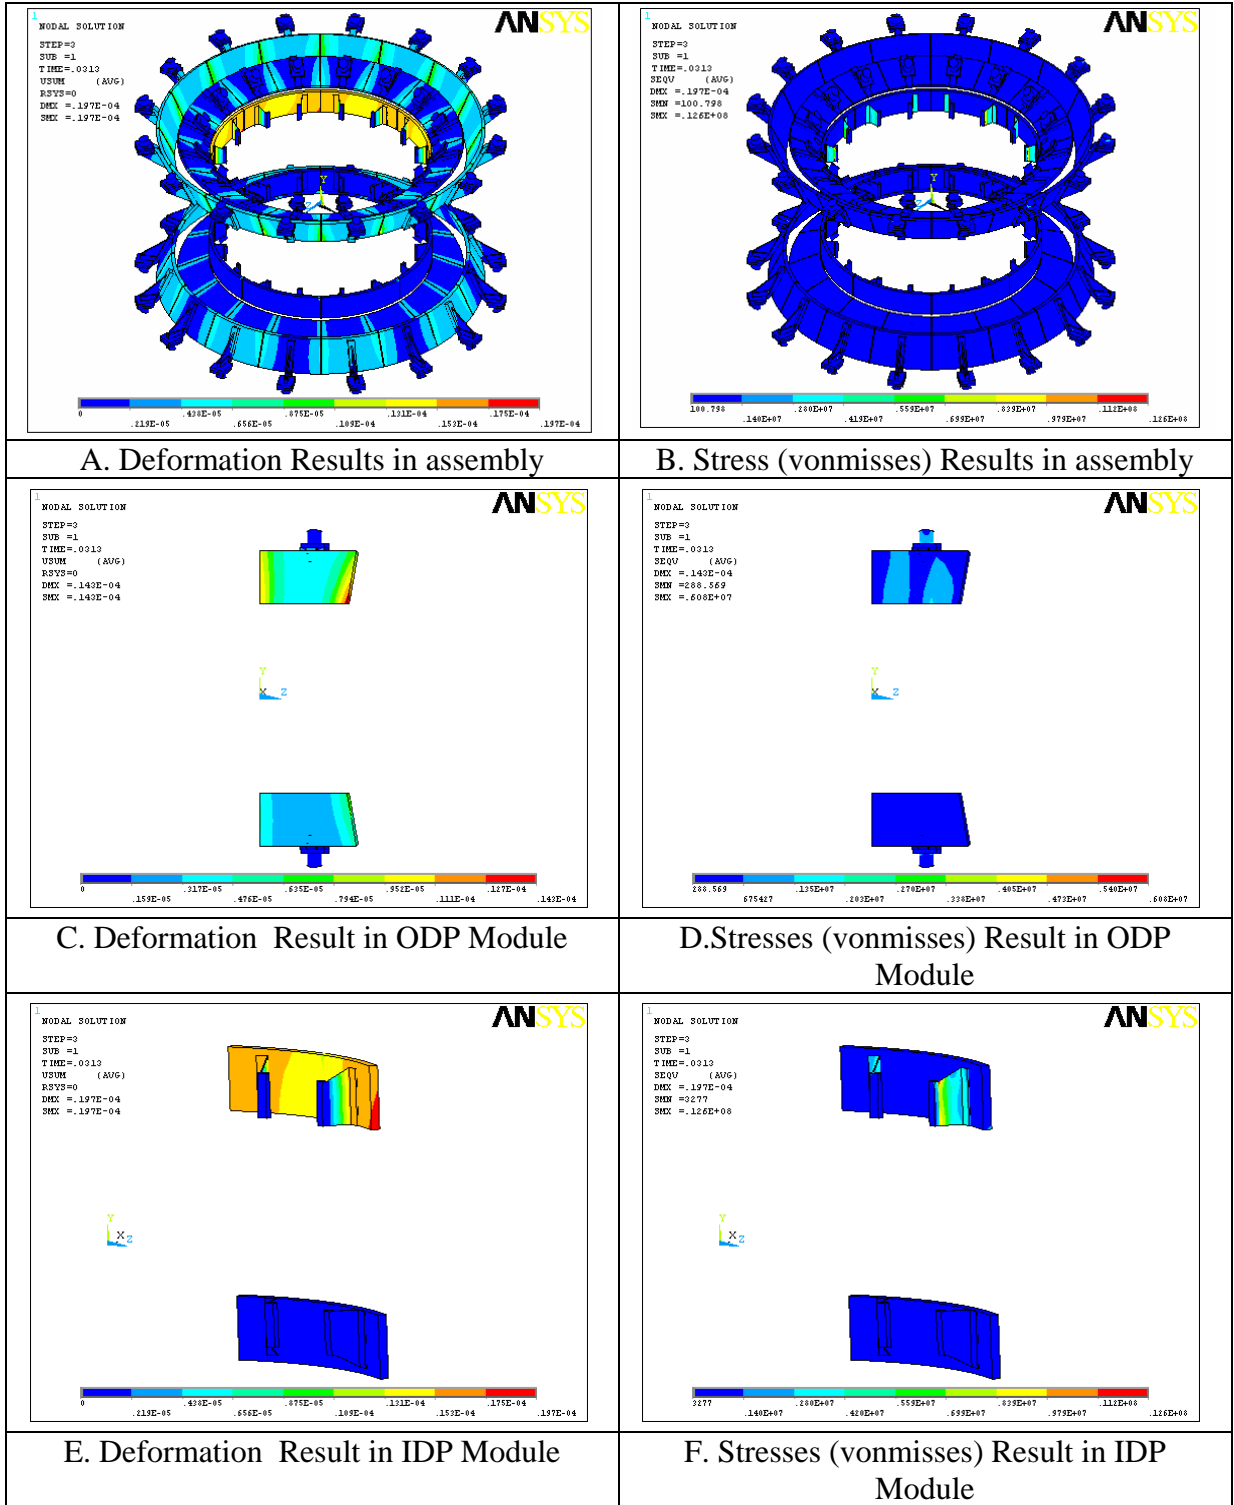 1
NODAL SOLUTION
ANSYS
STEP=3
SUB =1
TIME=.0313
USUM (AVG)
RSYS=0
DMX =.197E-04
SMX =.197E-04
Y
Z
0 .438E-05 .875E-05 .131E-04 .175E-04
.219E-05 .656E-05 .109E-04 .153E-04 .197E-04
A. Deformation Results in assembly
1
NODAL SOLUTION
ANSYS
STEP=3
SUB =1
TIME=.0313
SEQV (AVG)
DMX =.197E-04
SMN =100.798
SMX =.126E+08
Y
Z
100.798 .280E+07 .559E+07 .839E+07 .112E+08
.140E+07 .419E+07 .699E+07 .979E+07 .126E+08
B. Stress (vonmisses) Results in assembly
1
NODAL SOLUTION
ANSYS
STEP=3
SUB =1
TIME=.0313
USUM (AVG)
RSYS=0
DMX =.143E-04
SMX =.143E-04
Y
X Z
0 .317E-05 .635E-05 .952E-05 .127E-04
.159E-05 .476E-05 .794E-05 .111E-04 .143E-04
C. Deformation Result in ODP Module
1
NODAL SOLUTION
ANSYS
STEP=3
SUB =1
TIME=.0313
SEQV (AVG)
DMX =.143E-04
SMN =288.569
SMX =.608E+07
Y
X Z
288.569 .135E+07 .270E+07 .405E+07 .540E+07
675427 .203E+07 .338E+07 .473E+07 .608E+07
D.Stresses (vonmisses) Result in ODP
Module
1
NODAL SOLUTION
ANSYS
STEP=3
SUB =1
TIME=.0313
USUM (AVG)
RSYS=0
DMX =.197E-04
SMX =.197E-04
Y
X Z
0 .438E-05 .875E-05 .131E-04 .175E-04
.219E-05 .656E-05 .109E-04 .153E-04 .197E-04
E. Deformation Result in IDP Module
1
NODAL SOLUTION
ANSYS
STEP=3
SUB =1
TIME=.0313
SEQV (AVG)
DMX =.197E-04
SMN =3277
SMX =.126E+08
Y
X Z
3277 .280E+07 .559E+07 .839E+07 .112E+08
.140E+07 .420E+07 .699E+07 .979E+07 .126E+08
F. Stresses (vonmisses) Result in IDP
Module